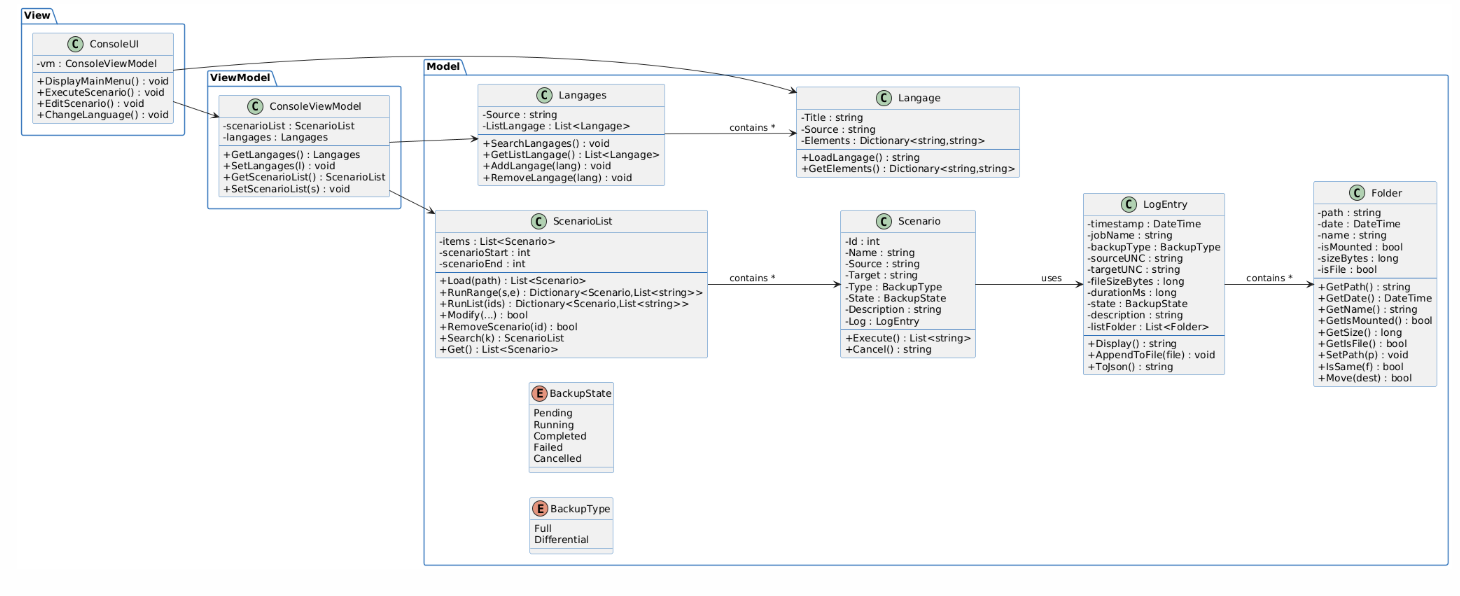 View
C ConsoleUI
-vm : ConsoleViewModel
+DisplayMainMenu() : void
+ExecuteScenario() : void
+EditScenario() : void
+ChangeLanguage() : void
ViewModel
C ConsoleViewModel
-scenarioList : ScenarioList
-langages : Langages
+GetLangages() : Langages
+SetLangages(l) : void
+GetScenarioList() : ScenarioList
+SetScenarioList(s) : void
Model
C Langages
-Source : string
-ListLangage : List<Langage>
+SearchLangages() : void
+GetListLangage() : List<Langage>
+AddLangage(lang) : void
+RemoveLangage(lang) : void
contains *
C Langage
-Title : string
-Source : string
-Elements : Dictionary<string,string>
+LoadLangage() : string
+GetElements() : Dictionary<string,string>
C ScenarioList
-items : List<Scenario>
-scenarioStart : int
-scenarioEnd : int
+Load(path) : List<Scenario>
+RunRange(s,e) : Dictionary<Scenario,List<string>>
+RunList(ids) : Dictionary<Scenario,List<string>>
+Modify(...) : bool
+RemoveScenario(id) : bool
+Search(k) : ScenarioList
+Get() : List<Scenario>
contains *
C Scenario
-Id : int
-Name : string
-Source : string
-Target : string
-Type : BackupType
-State : BackupState
-Description : string
-Log : LogEntry
+Execute() : List<string>
+Cancel() : string
uses
C LogEntry
-timestamp : DateTime
-jobName : string
-backupType : BackupType
-sourceUNC : string
-targetUNC : string
-fileSizeBytes : long
-durationMs : long
-state : BackupState
-description : string
-listFolder : List<Folder>
+Display() : string
+AppendToFile(file) : void
+ToJson() : string
contains *
C Folder
-path : string
-date : DateTime
-name : string
-isMounted : bool
-sizeBytes : long
-isFile : bool
+GetPath() : string
+GetDate() : DateTime
+GetName() : string
+GetIsMounted() : bool
+GetSize() : long
+GetIsFile() : bool
+SetPath(p) : void
+IsSame(f) : bool
+Move(dest) : bool
E BackupState
Pending
Running
Completed
Failed
Cancelled
E BackupType
Full
Differential